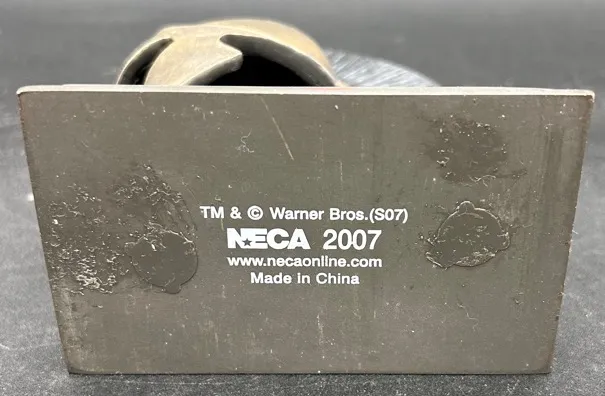 TM & © Warner Bros.(S07)
NECA 2007
www.necaonline.com
Made in China